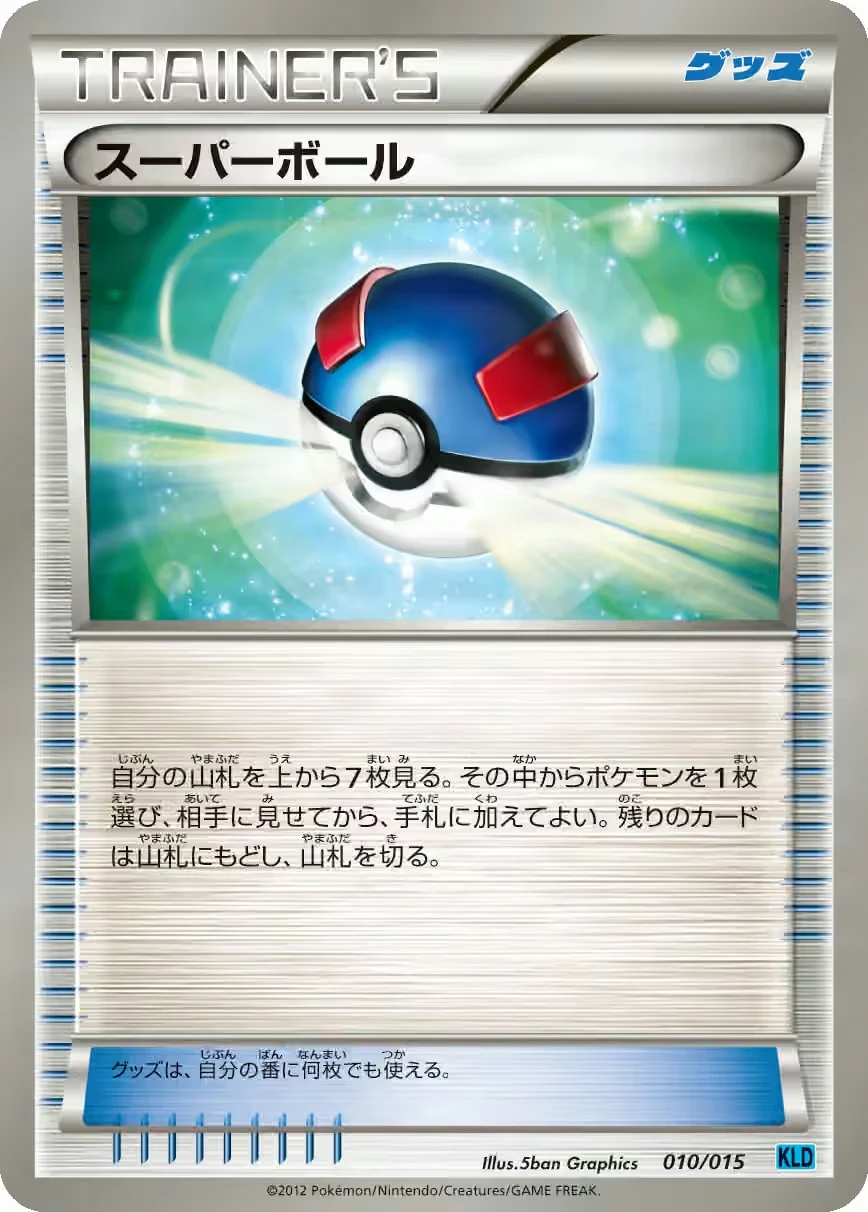 TRAINER'S
グッズ
スーパーボール
自分の山札を上から7枚見る。その中からポケモンを1枚
選び、相手に見せてから、手札に加えてよい。残りのカード
は山札にもどし、山札を切る。
グッズは、自分の番に何枚でも使える。
Illus.5ban Graphics 010/015 KLD
©2012 Pokémon/Nintendo/Creatures/GAME FREAK.